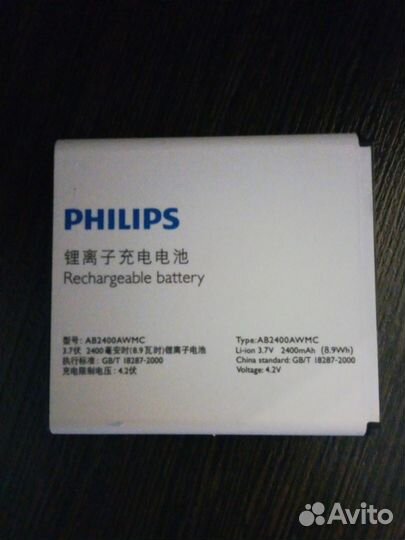 PHILIPS
锂离子充电电池
Rechargeable battery
型号: AB2400AWMC
3.7伏 2400毫安时(8.9瓦时)锂离子电池
执行标准: GB/T 18287-2000
充电限制电压: 4.2伏
Type:AB2400AWMC
Li-ion 3.7V 2400mAh (8.9Wh)
China standard: GB/T 18287-2000
Voltage: 4.2V
Avito